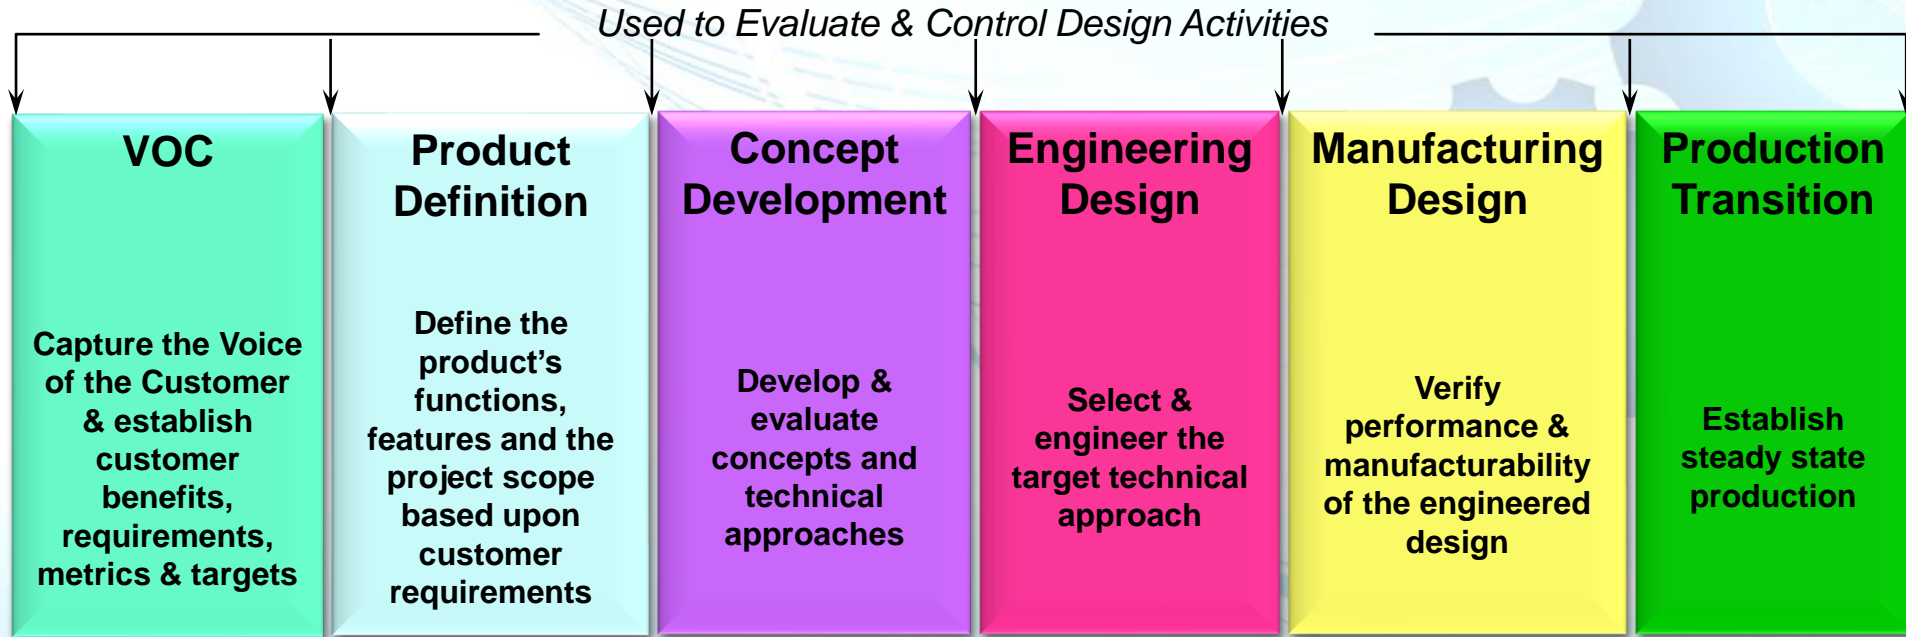 Used to Evaluate & Control Design Activities
VOC
Capture the Voice
of the Customer
& establish
customer
benefits,
requirements,
metrics & targets
Product
Definition
Define the
product’s
functions,
features and the
project scope
based upon
customer
requirements
Concept
Development
Develop &
evaluate
concepts and
technical
approaches
Engineering
Design
Select &
engineer the
target technical
approach
Manufacturing
Design
Verify
performance &
manufacturability
of the engineered
design
Production
Transition
Establish
steady state
production